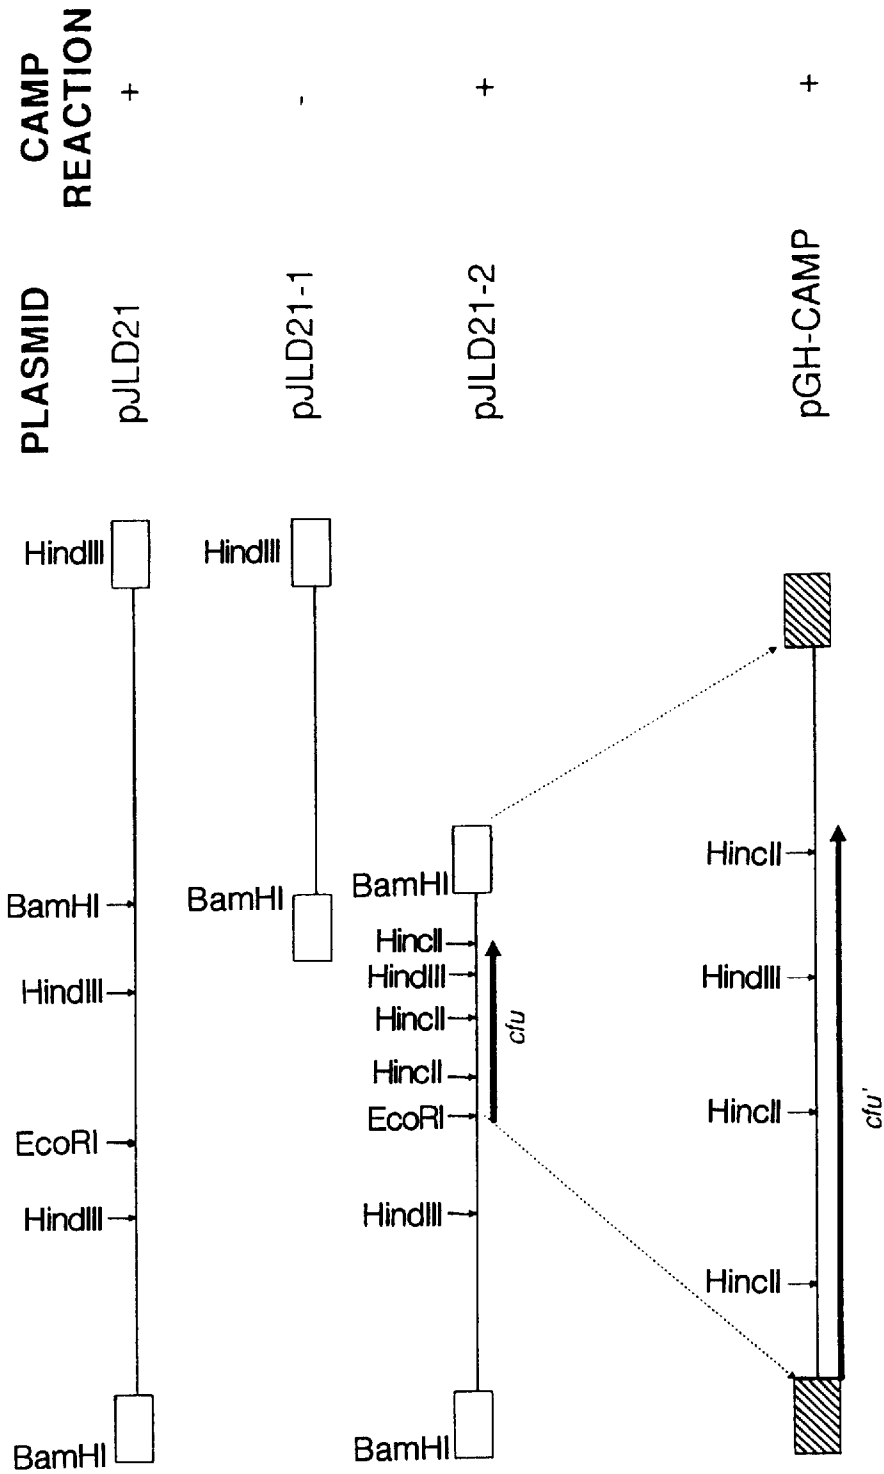 CAMP
REACTION
PLASMID
+
pJLD21
HindIII
BamHI
HindIII
EcoRI
HindIII
BamHI
-
pJLD21-1
HindIII
BamHI
+
pJLD21-2
BamHI
HincII
HindIII
HincII
HincII
EcoRI
HindIII
BamHI
cfu
+
pGH-CAMP
HincII
HindIII
HincII
HincII
cfu'